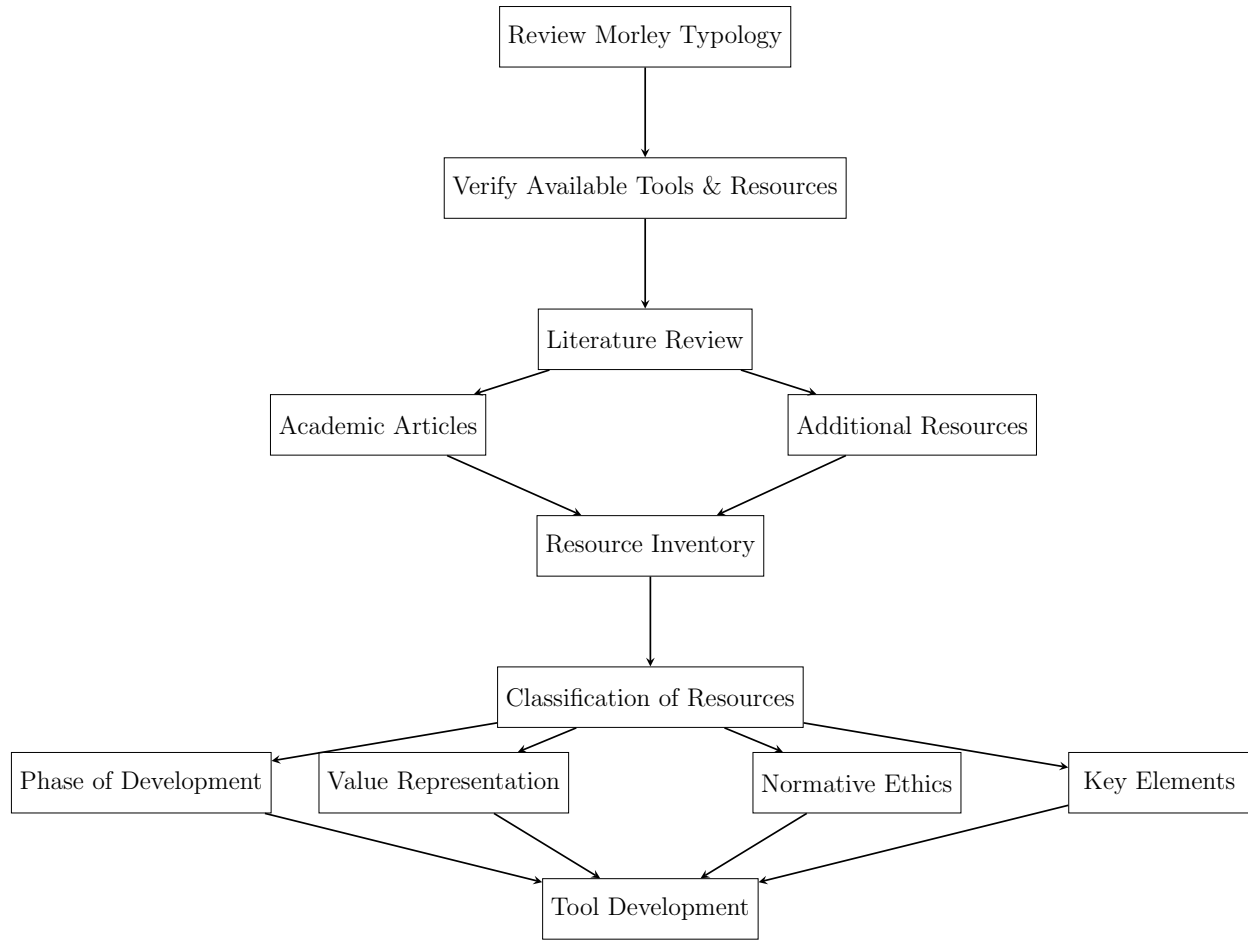 Review Morley Typology
Verify Available Tools & Resources
Literature Review
Academic Articles
Additional Resources
Resource Inventory
Classification of Resources
Phase of Development
Value Representation
Normative Ethics
Key Elements
Tool Development